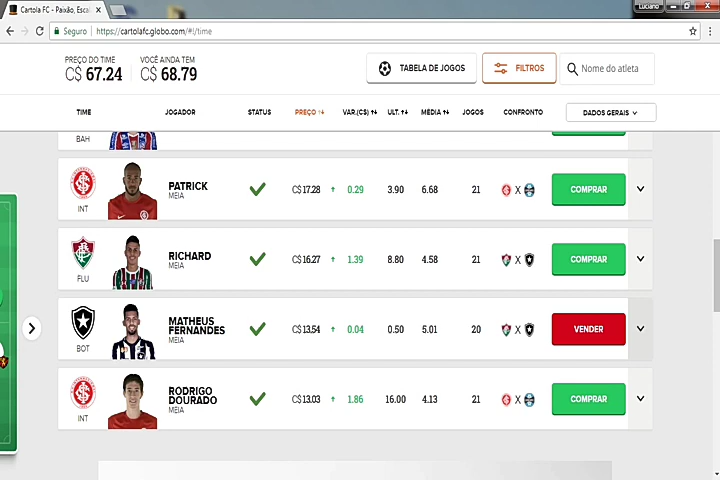 Luciano
Cartola FC - Paixão, Esca
Seguro https://cartolafc.globo.com/#!/time
PREÇO DO TIME
C$ 67.24
VOCÊ AINDA TEM
C$ 68.79
TABELA DE JOGOS
FILTROS
Nome do atleta
TIME JOGADOR STATUS PREÇO VAR.(C$) ULT. MÉDIA JOGOS CONFRONTO DADOS GERAIS
BAH
INT
PATRICK
MEIA
C$ 17.28 0.29 3.90 6.68 21 X COMPRAR
FLU
RICHARD
MEIA
C$ 16.27 1.39 8.80 4.58 21 X COMPRAR
BOT
MATHEUS
FERNANDES
MEIA
C$ 13.54 0.04 0.50 5.01 20 X VENDER
INT
RODRIGO
DOURADO
MEIA
C$ 13.03 1.86 16.00 4.13 21 X COMPRAR